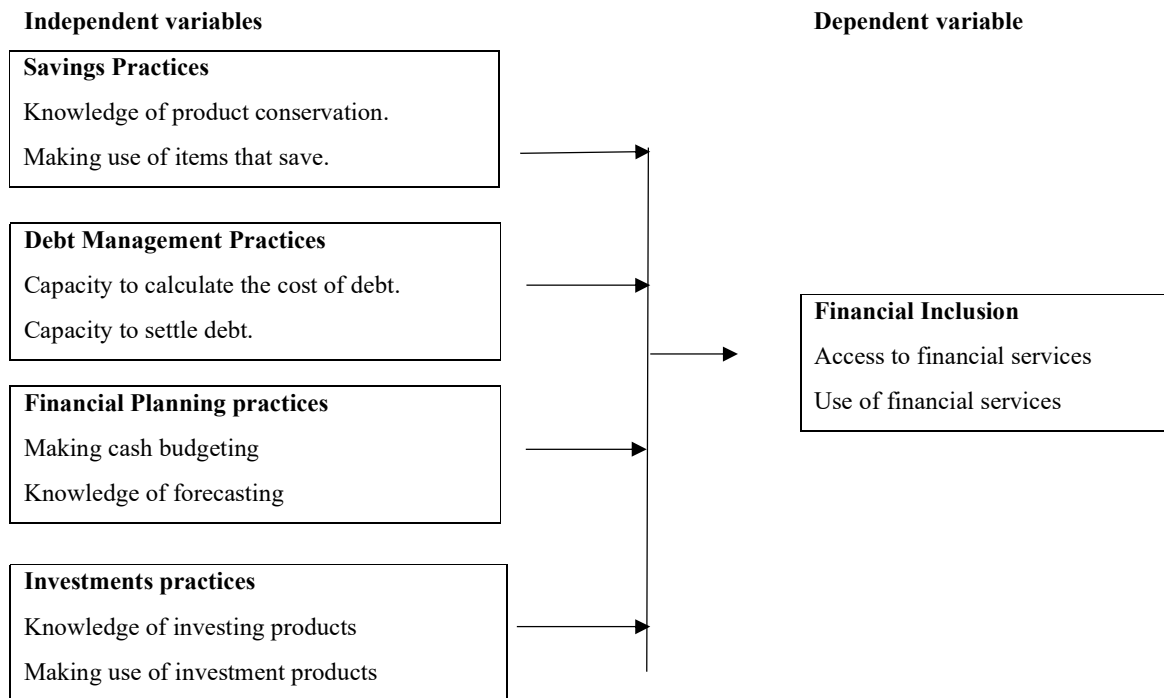 Independent variables
Dependent variable
Savings Practices
Knowledge of product conservation.
Making use of items that save.
Debt Management Practices
Capacity to calculate the cost of debt.
Capacity to settle debt.
Financial Planning practices
Making cash budgeting
Knowledge of forecasting
Investments practices
Knowledge of investing products
Making use of investment products
Financial Inclusion
Access to financial services
Use of financial services